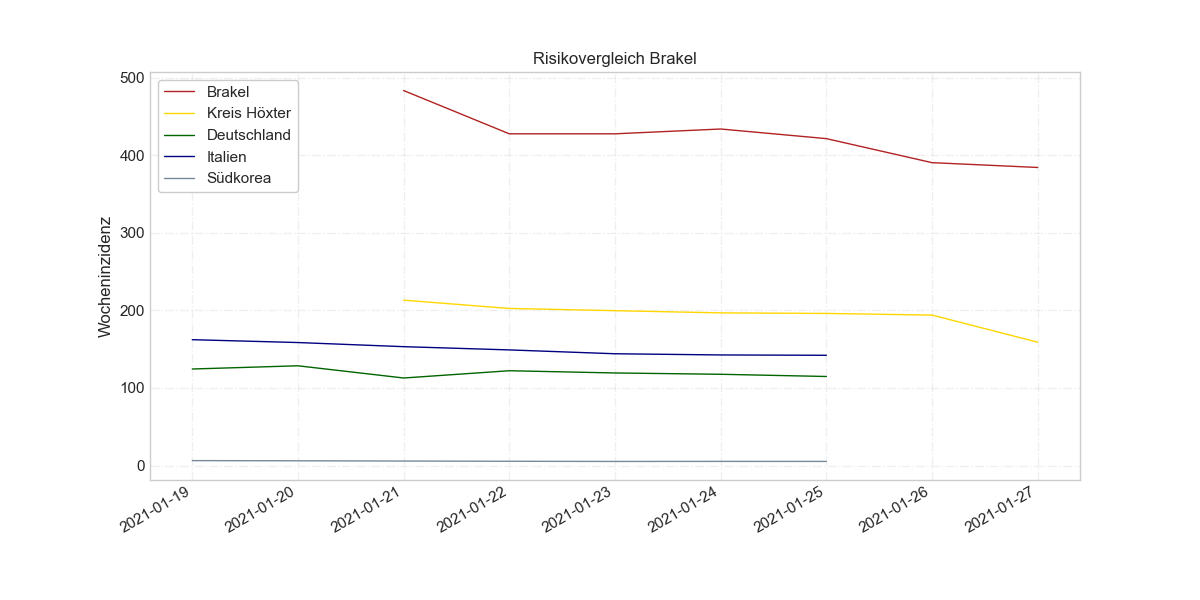 Risikovergleich Brakel
Wocheninzidenz
500
400
300
200
100
0
Brakel
Kreis Höxter
Deutschland
Italien
Südkorea
2021-01-19
2021-01-20
2021-01-21
2021-01-22
2021-01-23
2021-01-24
2021-01-25
2021-01-26
2021-01-27